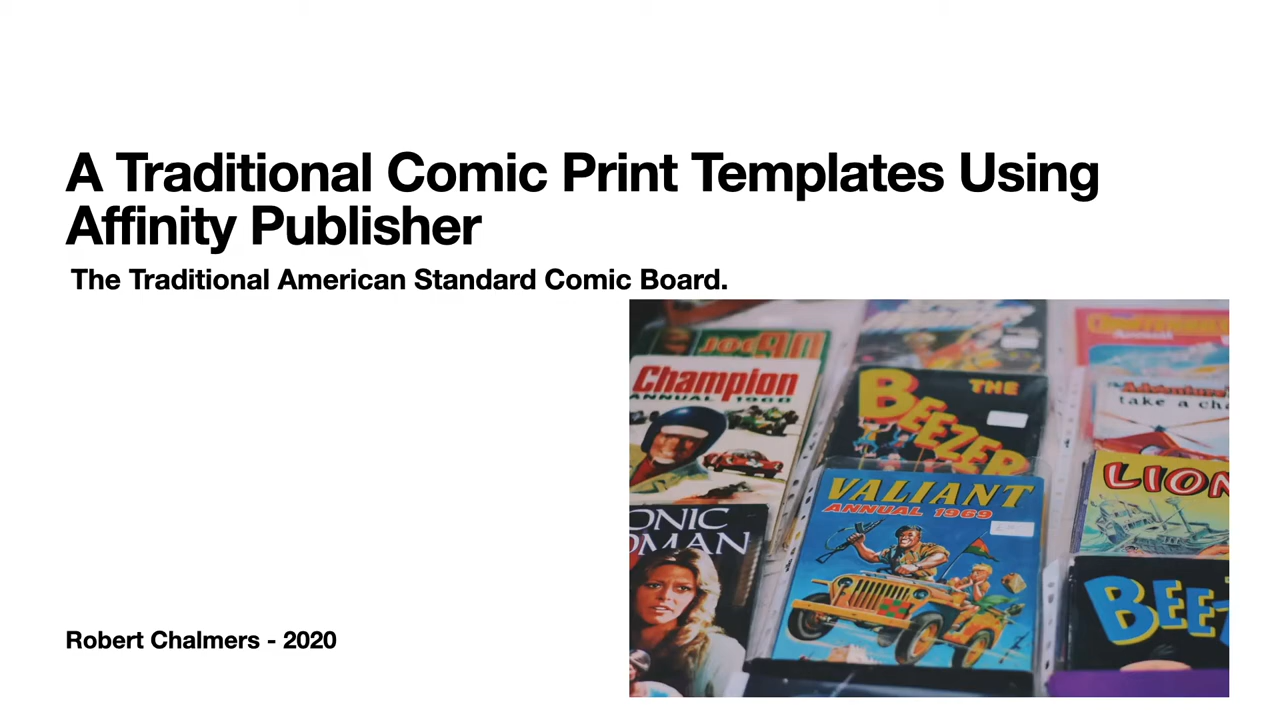 A Traditional Comic Print Templates Using
Affinity Publisher
The Traditional American Standard Comic Board.
Champion
ANNUAL 1968
THE
BEEZER
take a
LION
VALIANT
ANNUAL 1969
ONIC
OMAN
BEE
Robert Chalmers - 2020